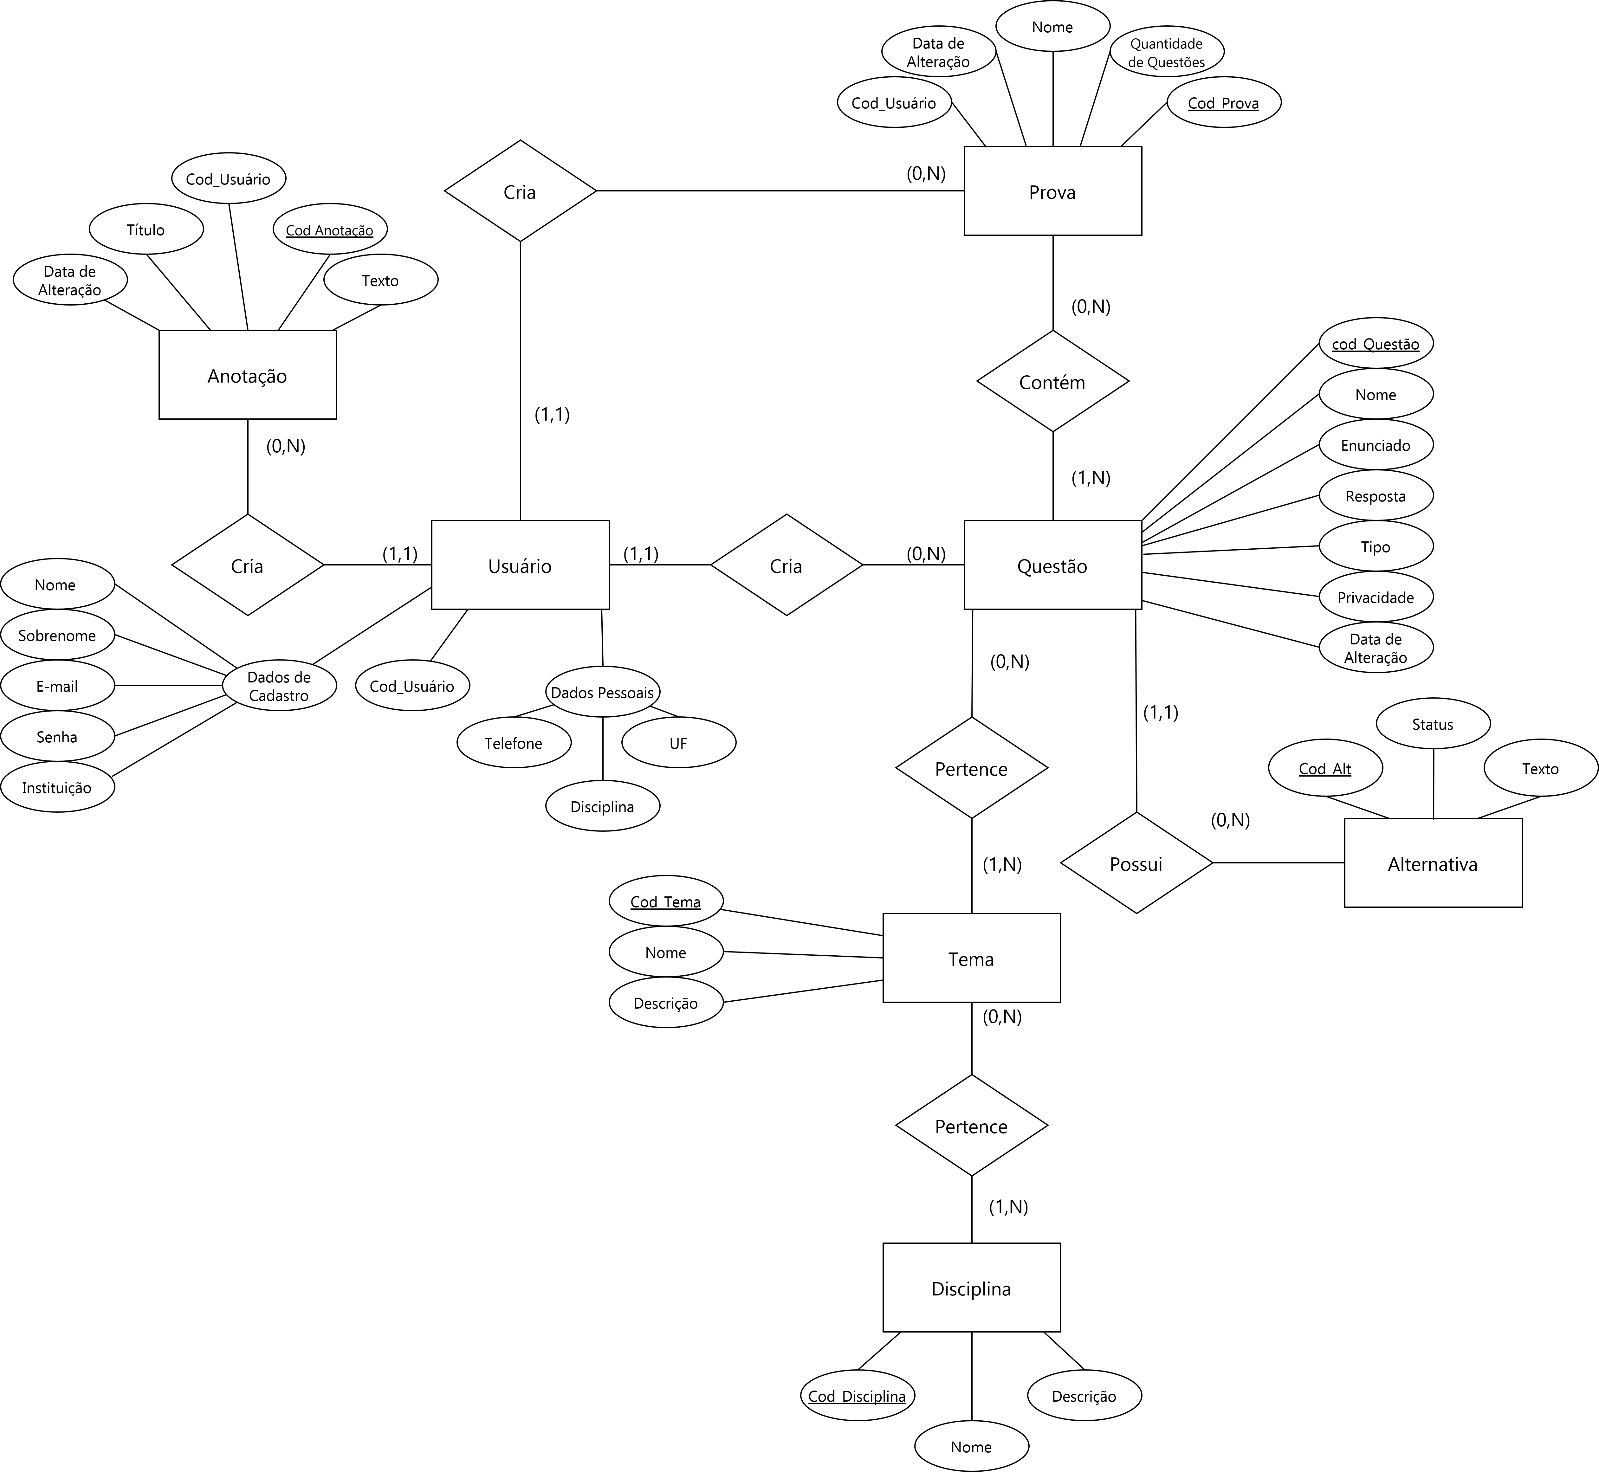 Nome
Data de
Alteração
Quantidade
de Questões
Cod_Usuário
Cod_Prova
Cria
(0,N)
Prova
Cod_Usuário
Título
Cod Anotação
Data de
Alteração
Texto
(0,N)
Contém
cod_Questão
Nome
Anotação
(1,1)
Enunciado
(0,N)
(1,N)
Resposta
Cria
(1,1)
Usuário
(1,1)
Cria
(0,N)
Questão
Tipo
Nome
Privacidade
Sobrenome
Data de
Alteração
E-mail
Dados de
Cadastro
Cod_Usuário
Dados Pessoais
(0,N)
(1,1)
Senha
Telefone
UF
Status
Instituição
Disciplina
Pertence
Cod_Alt
Texto
(0,N)
(1,N)
Possui
Alternativa
Cod_Tema
Nome
Tema
Descrição
(0,N)
Pertence
(1,N)
Disciplina
Cod_Disciplina
Descrição
Nome